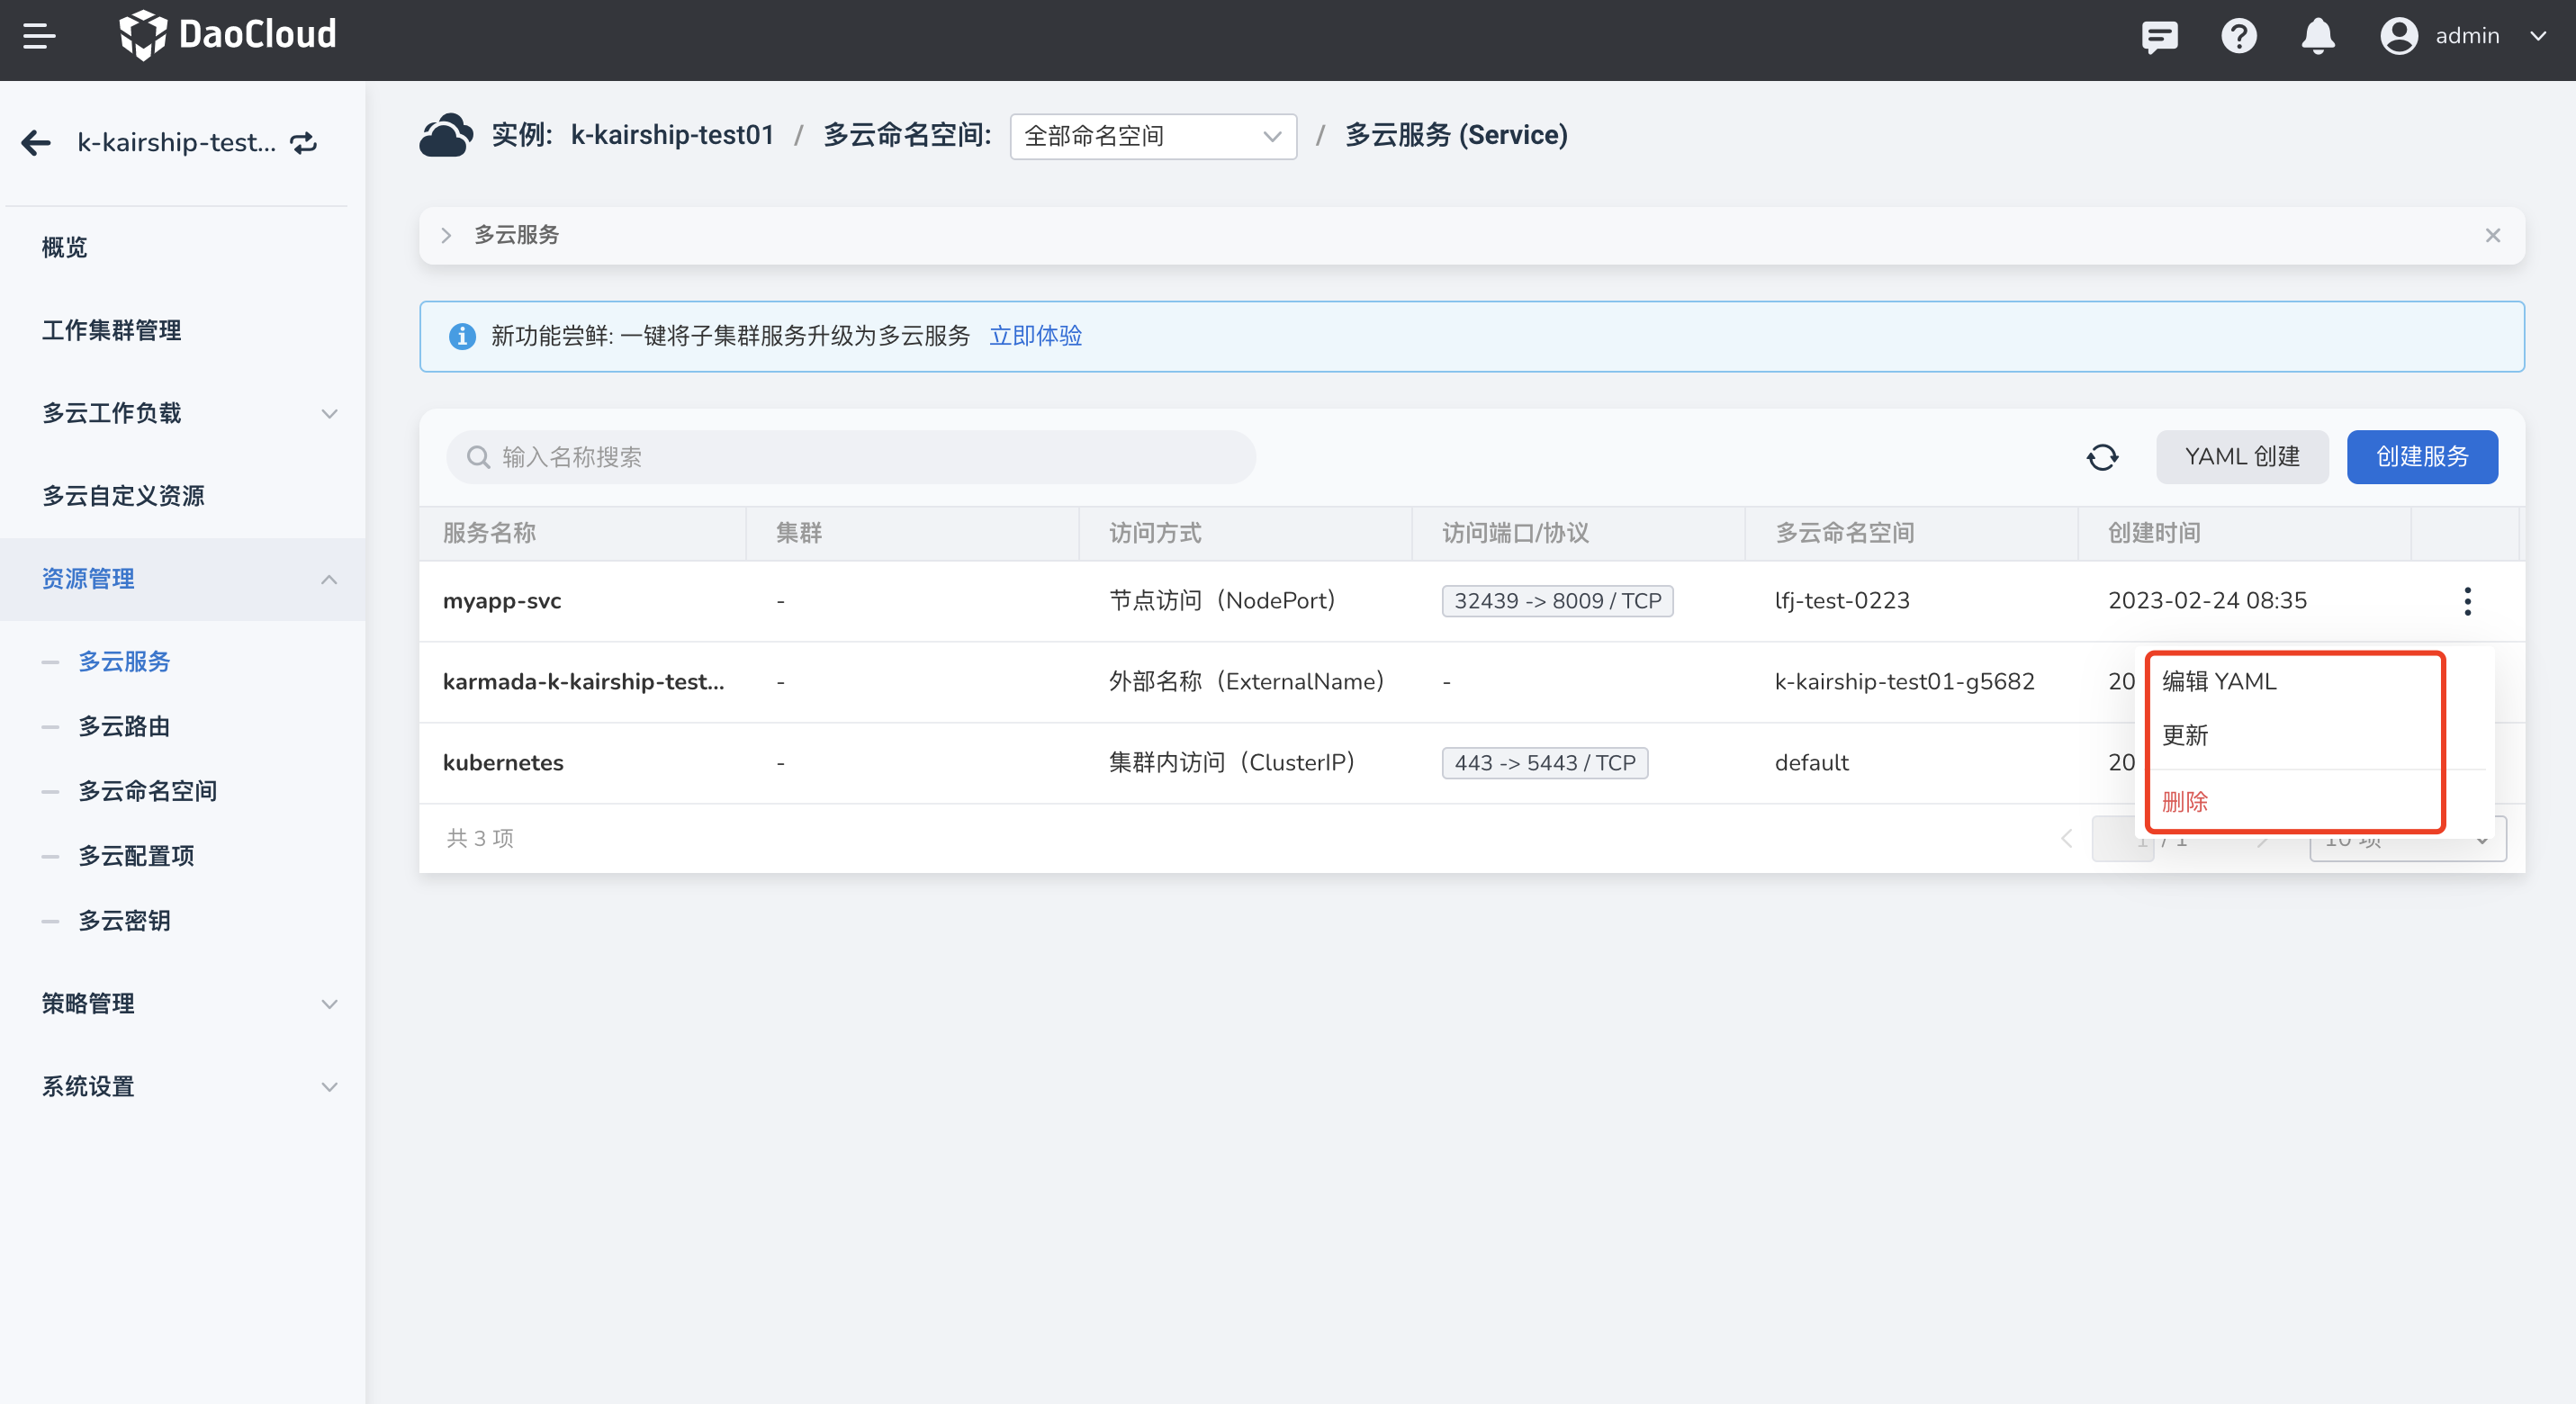 DaoCloud
admin
k-kairship-test...
实例: k-kairship-test01 / 多云命名空间: 全部命名空间 / 多云服务 (Service)
概览
工作集群管理
多云工作负载
多云自定义资源
资源管理
多云服务
多云路由
多云命名空间
多云配置项
多云密钥
策略管理
系统设置
多云服务
新功能尝鲜: 一键将子集群服务升级为多云服务 立即体验
输入名称搜索
YAML 创建
创建服务
服务名称 集群 访问方式 访问端口/协议 多云命名空间 创建时间
myapp-svc - 节点访问（NodePort） 32439 -> 8009 / TCP lfj-test-0223 2023-02-24 08:35
karmada-k-kairship-test... - 外部名称（ExternalName） - k-kairship-test01-g5682 20
kubernetes - 集群内访问（ClusterIP） 443 -> 5443 / TCP default 20
编辑 YAML
更新
删除
共 3 项
1 / 1
10 项